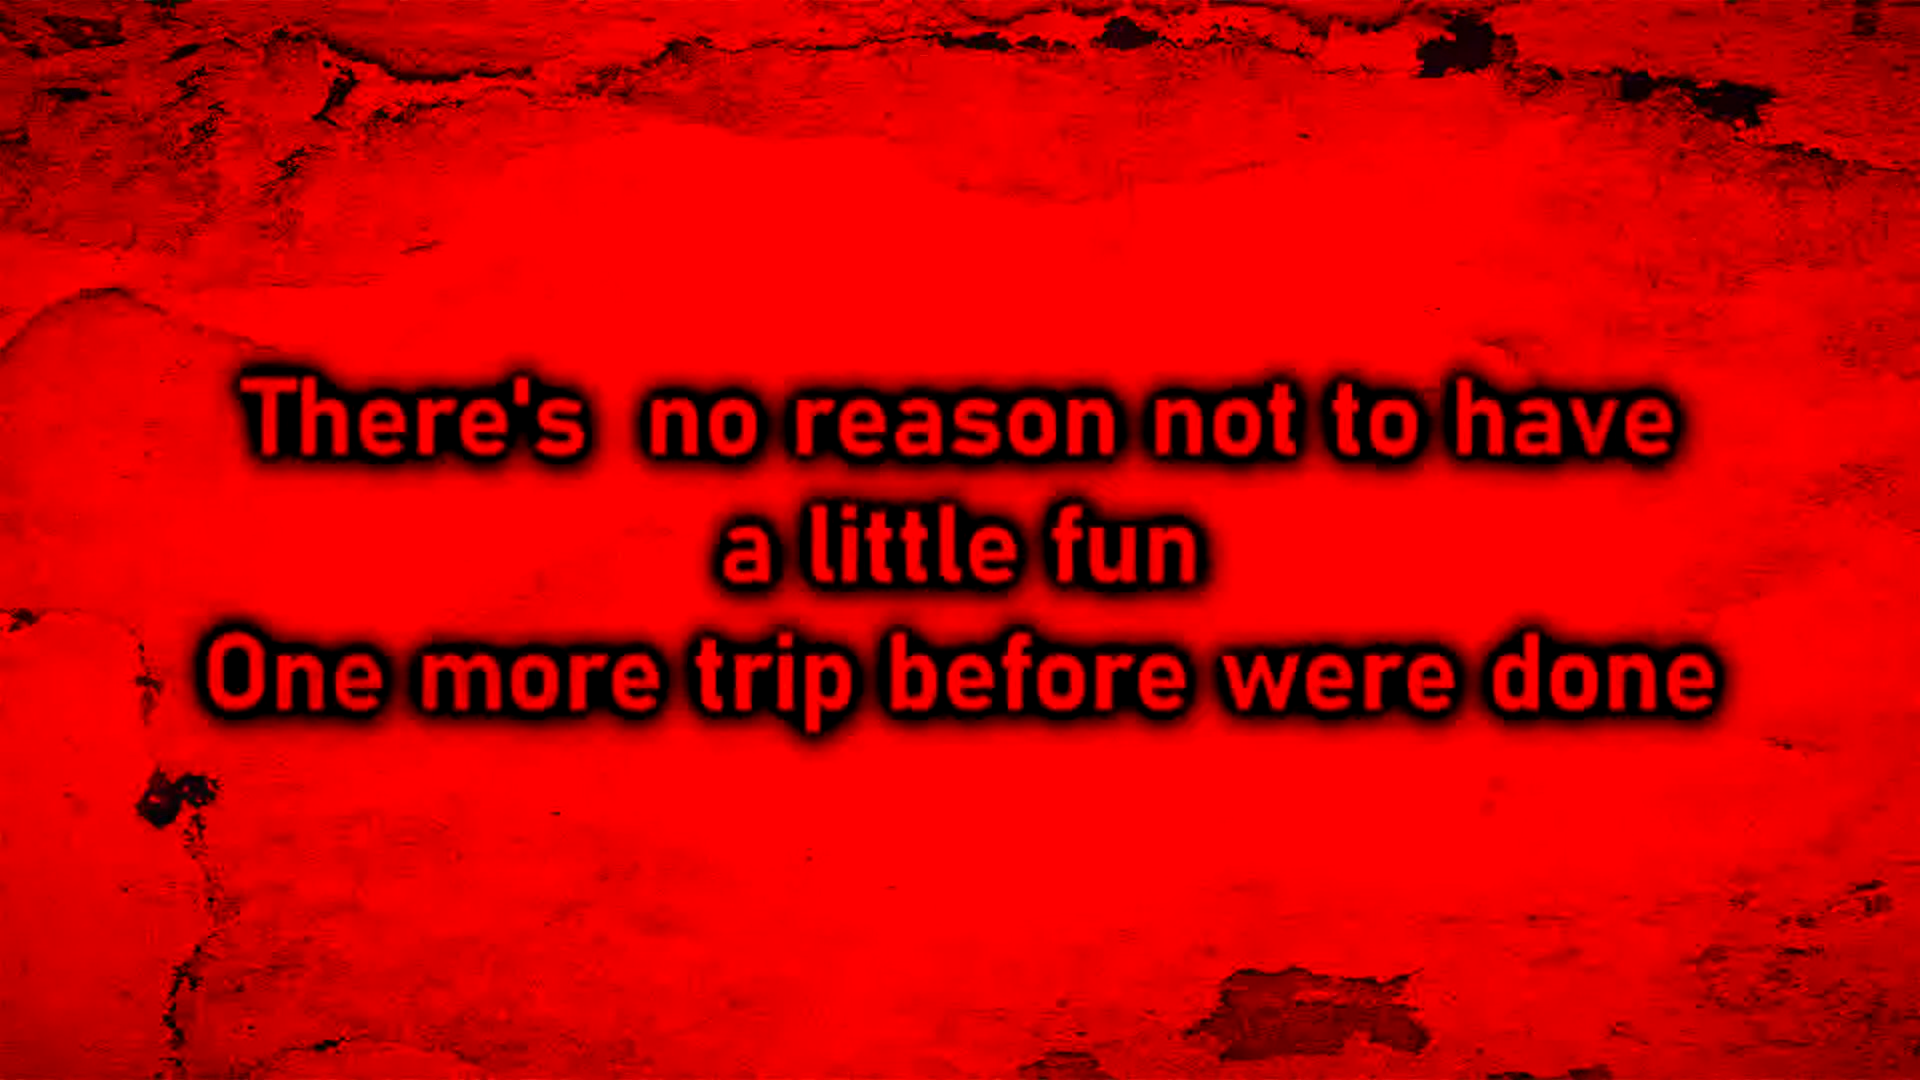 There's  no reason not to have
a little fun
One more trip before were done